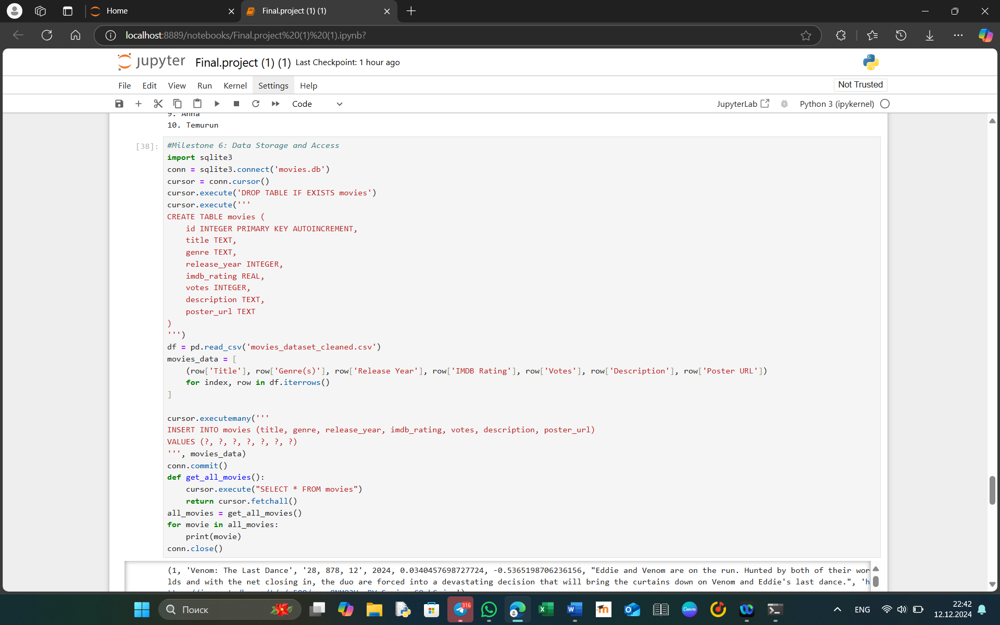 Home
Final.project (1) (1)
localhost:8889/notebooks/Final.project%20(1)%20(1).ipynb?
jupyter Final.project (1) (1) Last Checkpoint: 1 hour ago
File Edit View Run Kernel Settings Help
Not Trusted
Code
JupyterLab
Python 3 (ipykernel)
9. Anna
10. Temurun
[38]:
#Milestone 6: Data Storage and Access
import sqlite3
conn = sqlite3.connect('movies.db')
cursor = conn.cursor()
cursor.execute('DROP TABLE IF EXISTS movies')
cursor.execute('''
CREATE TABLE movies (
    id INTEGER PRIMARY KEY AUTOINCREMENT,
    title TEXT,
    genre TEXT,
    release_year INTEGER,
    imdb_rating REAL,
    votes INTEGER,
    description TEXT,
    poster_url TEXT
)
''')
df = pd.read_csv('movies_dataset_cleaned.csv')
movies_data = [
    (row['Title'], row['Genre(s)'], row['Release Year'], row['IMDB Rating'], row['Votes'], row['Description'], row['Poster URL'])
    for index, row in df.iterrows()
]
cursor.executemany('''
INSERT INTO movies (title, genre, release_year, imdb_rating, votes, description, poster_url)
VALUES (?, ?, ?, ?, ?, ?, ?)
''', movies_data)
conn.commit()
def get_all_movies():
    cursor.execute("SELECT * FROM movies")
    return cursor.fetchall()
all_movies = get_all_movies()
for movie in all_movies:
    print(movie)
conn.close()
(1, 'Venom: The Last Dance', '28, 878, 12', 2024, 0.0340457698727724, -0.5365198706236156, "Eddie and Venom are on the run. Hunted by both of their wor
lds and with the net closing in, the duo are forced into a devastating decision that will bring the curtains down on Venom and Eddie's last dance.", 'h
Поиск
316
Canva
ENG
22:42
12.12.2024